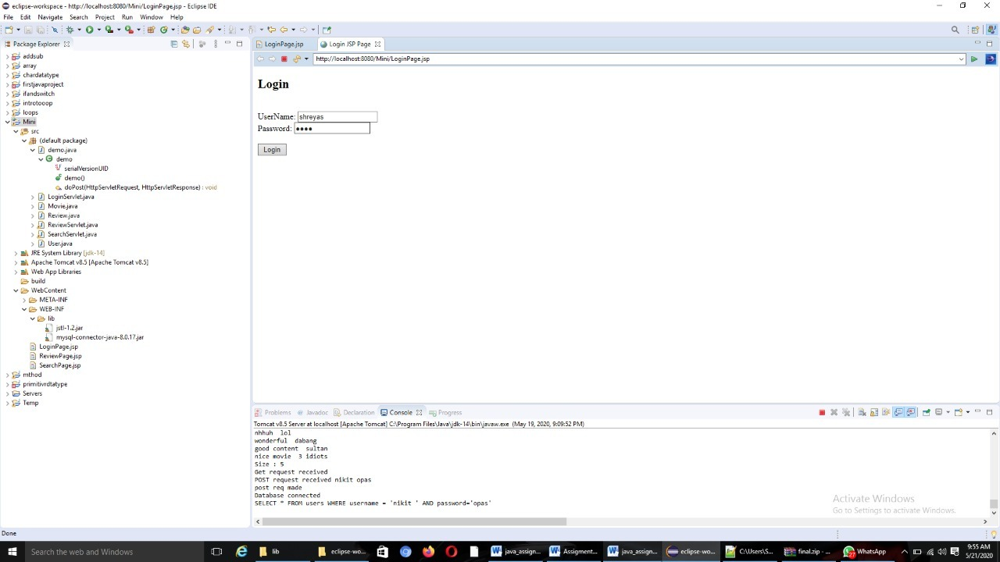 eclipse-workspace - http://localhost:8080/Mini/LoginPage.jsp - Eclipse IDE
File Edit Navigate Search Project Run Window Help
Package Explorer
addsub
array
chardatatype
firstjavaproject
ifandswitch
introtooop
loops
Mini
src
(default package)
demo.java
demo
serialVersionUID
demo()
doPost(HttpServletRequest, HttpServletResponse) : void
LoginServlet.java
Movie.java
Review.java
ReviewServlet.java
SearchServlet.java
User.java
JRE System Library [jdk-14]
Apache Tomcat v8.5 [Apache Tomcat v8.5]
Web App Libraries
build
WebContent
META-INF
WEB-INF
lib
jstl-1.2.jar
mysql-connector-java-8.0.17.jar
LoginPage.jsp
ReviewPage.jsp
SearchPage.jsp
mthod
primitivrdtatype
Servers
Temp
LoginPage.jsp Login JSP Page
http://localhost:8080/Mini/LoginPage.jsp
Login
UserName: shreyas
Password: ●●●●
Login
Problems Javadoc Declaration Console Progress
Tomcat v8.5 Server at localhost [Apache Tomcat] C:\Program Files\Java\jdk-14\bin\javaw.exe (May 19, 2020, 9:09:52 PM)
nhhuh lol
wonderful dabang
good content sultan
nice movie 3 idiots
Size : 5
Get request received
POST request received nikit opas
post req made
Database connected
SELECT * FROM users WHERE username = 'nikit ' AND password='opas'
Activate Windows
Go to Settings to activate Windows.
Done
Search the web and Windows
lib
eclipse-wo...
java_assign...
Assigment...
java_assign...
eclipse-wo...
C:\Users\S...
final.zip - ...
27
WhatsApp
9:55 AM
5/21/2020